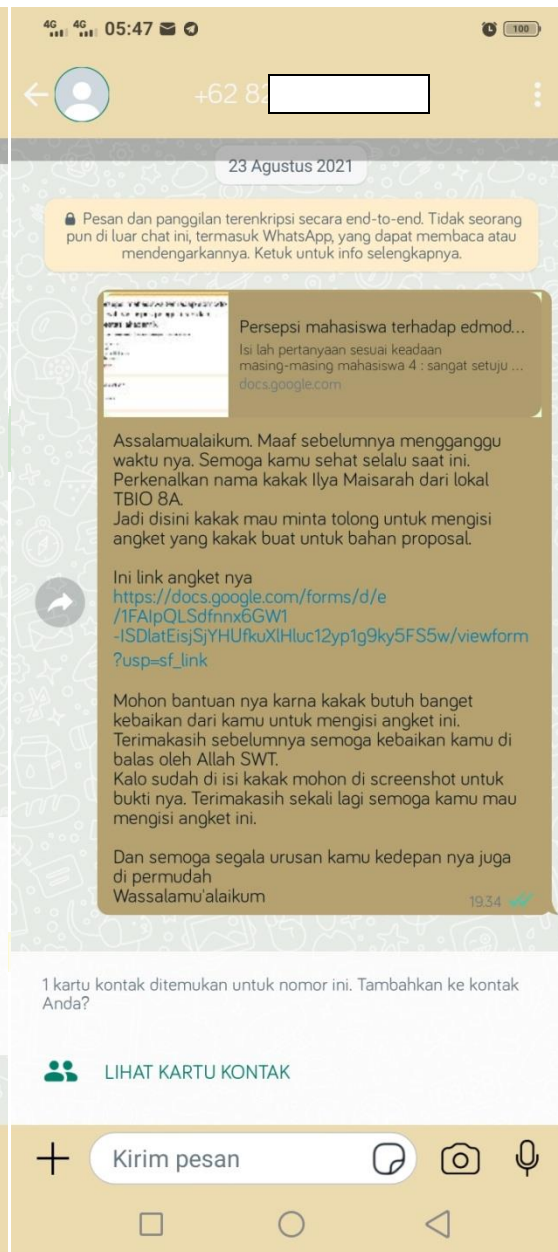 4G 4G 05:47 100
+62 82
23 Agustus 2021
Pesan dan panggilan terenkripsi secara end-to-end. Tidak seorang
pun di luar chat ini, termasuk WhatsApp, yang dapat membaca atau
mendengarkannya. Ketuk untuk info selengkapnya.
Persepsi mahasiswa terhadap edmod...
Isi lah pertanyaan sesuai keadaan
masing-masing mahasiswa 4 : sangat setuju ...
docs.google.com
Assalamualaikum. Maaf sebelumnya mengganggu
waktu nya. Semoga kamu sehat selalu saat ini.
Perkenalkan nama kakak Ilya Maisarah dari lokal
TBIO 8A.
Jadi disini kakak mau minta tolong untuk mengisi
angket yang kakak buat untuk bahan proposal.
Ini link angket nya
https://docs.google.com/forms/d/e
/1FAIpQLSdfnnx6GW1
-ISDlatEisjSjYHUfkuXlHluc12yp1g9ky5FS5w/viewform
?usp=sf_link
Mohon bantuan nya karna kakak butuh banget
kebaikan dari kamu untuk mengisi angket ini.
Terimakasih sebelumnya semoga kebaikan kamu di
balas oleh Allah SWT.
Kalo sudah di isi kakak mohon di screenshot untuk
bukti nya. Terimakasih sekali lagi semoga kamu mau
mengisi angket ini.
Dan semoga segala urusan kamu kedepan nya juga
di permudah
Wassalamu'alaikum
19.34
1 kartu kontak ditemukan untuk nomor ini. Tambahkan ke kontak
Anda?
LIHAT KARTU KONTAK
Kirim pesan